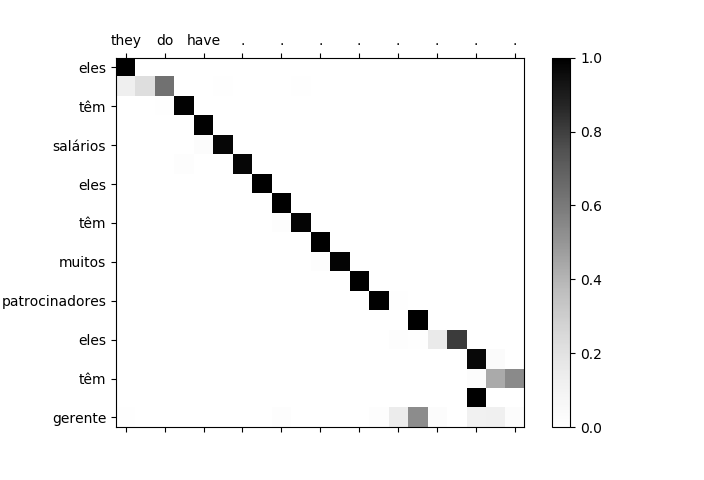 they do have . . . . . . . .
eles
têm
salários
eles
têm
muitos
patrocinadores
eles
têm
gerente
1.0
0.8
0.6
0.4
0.2
0.0